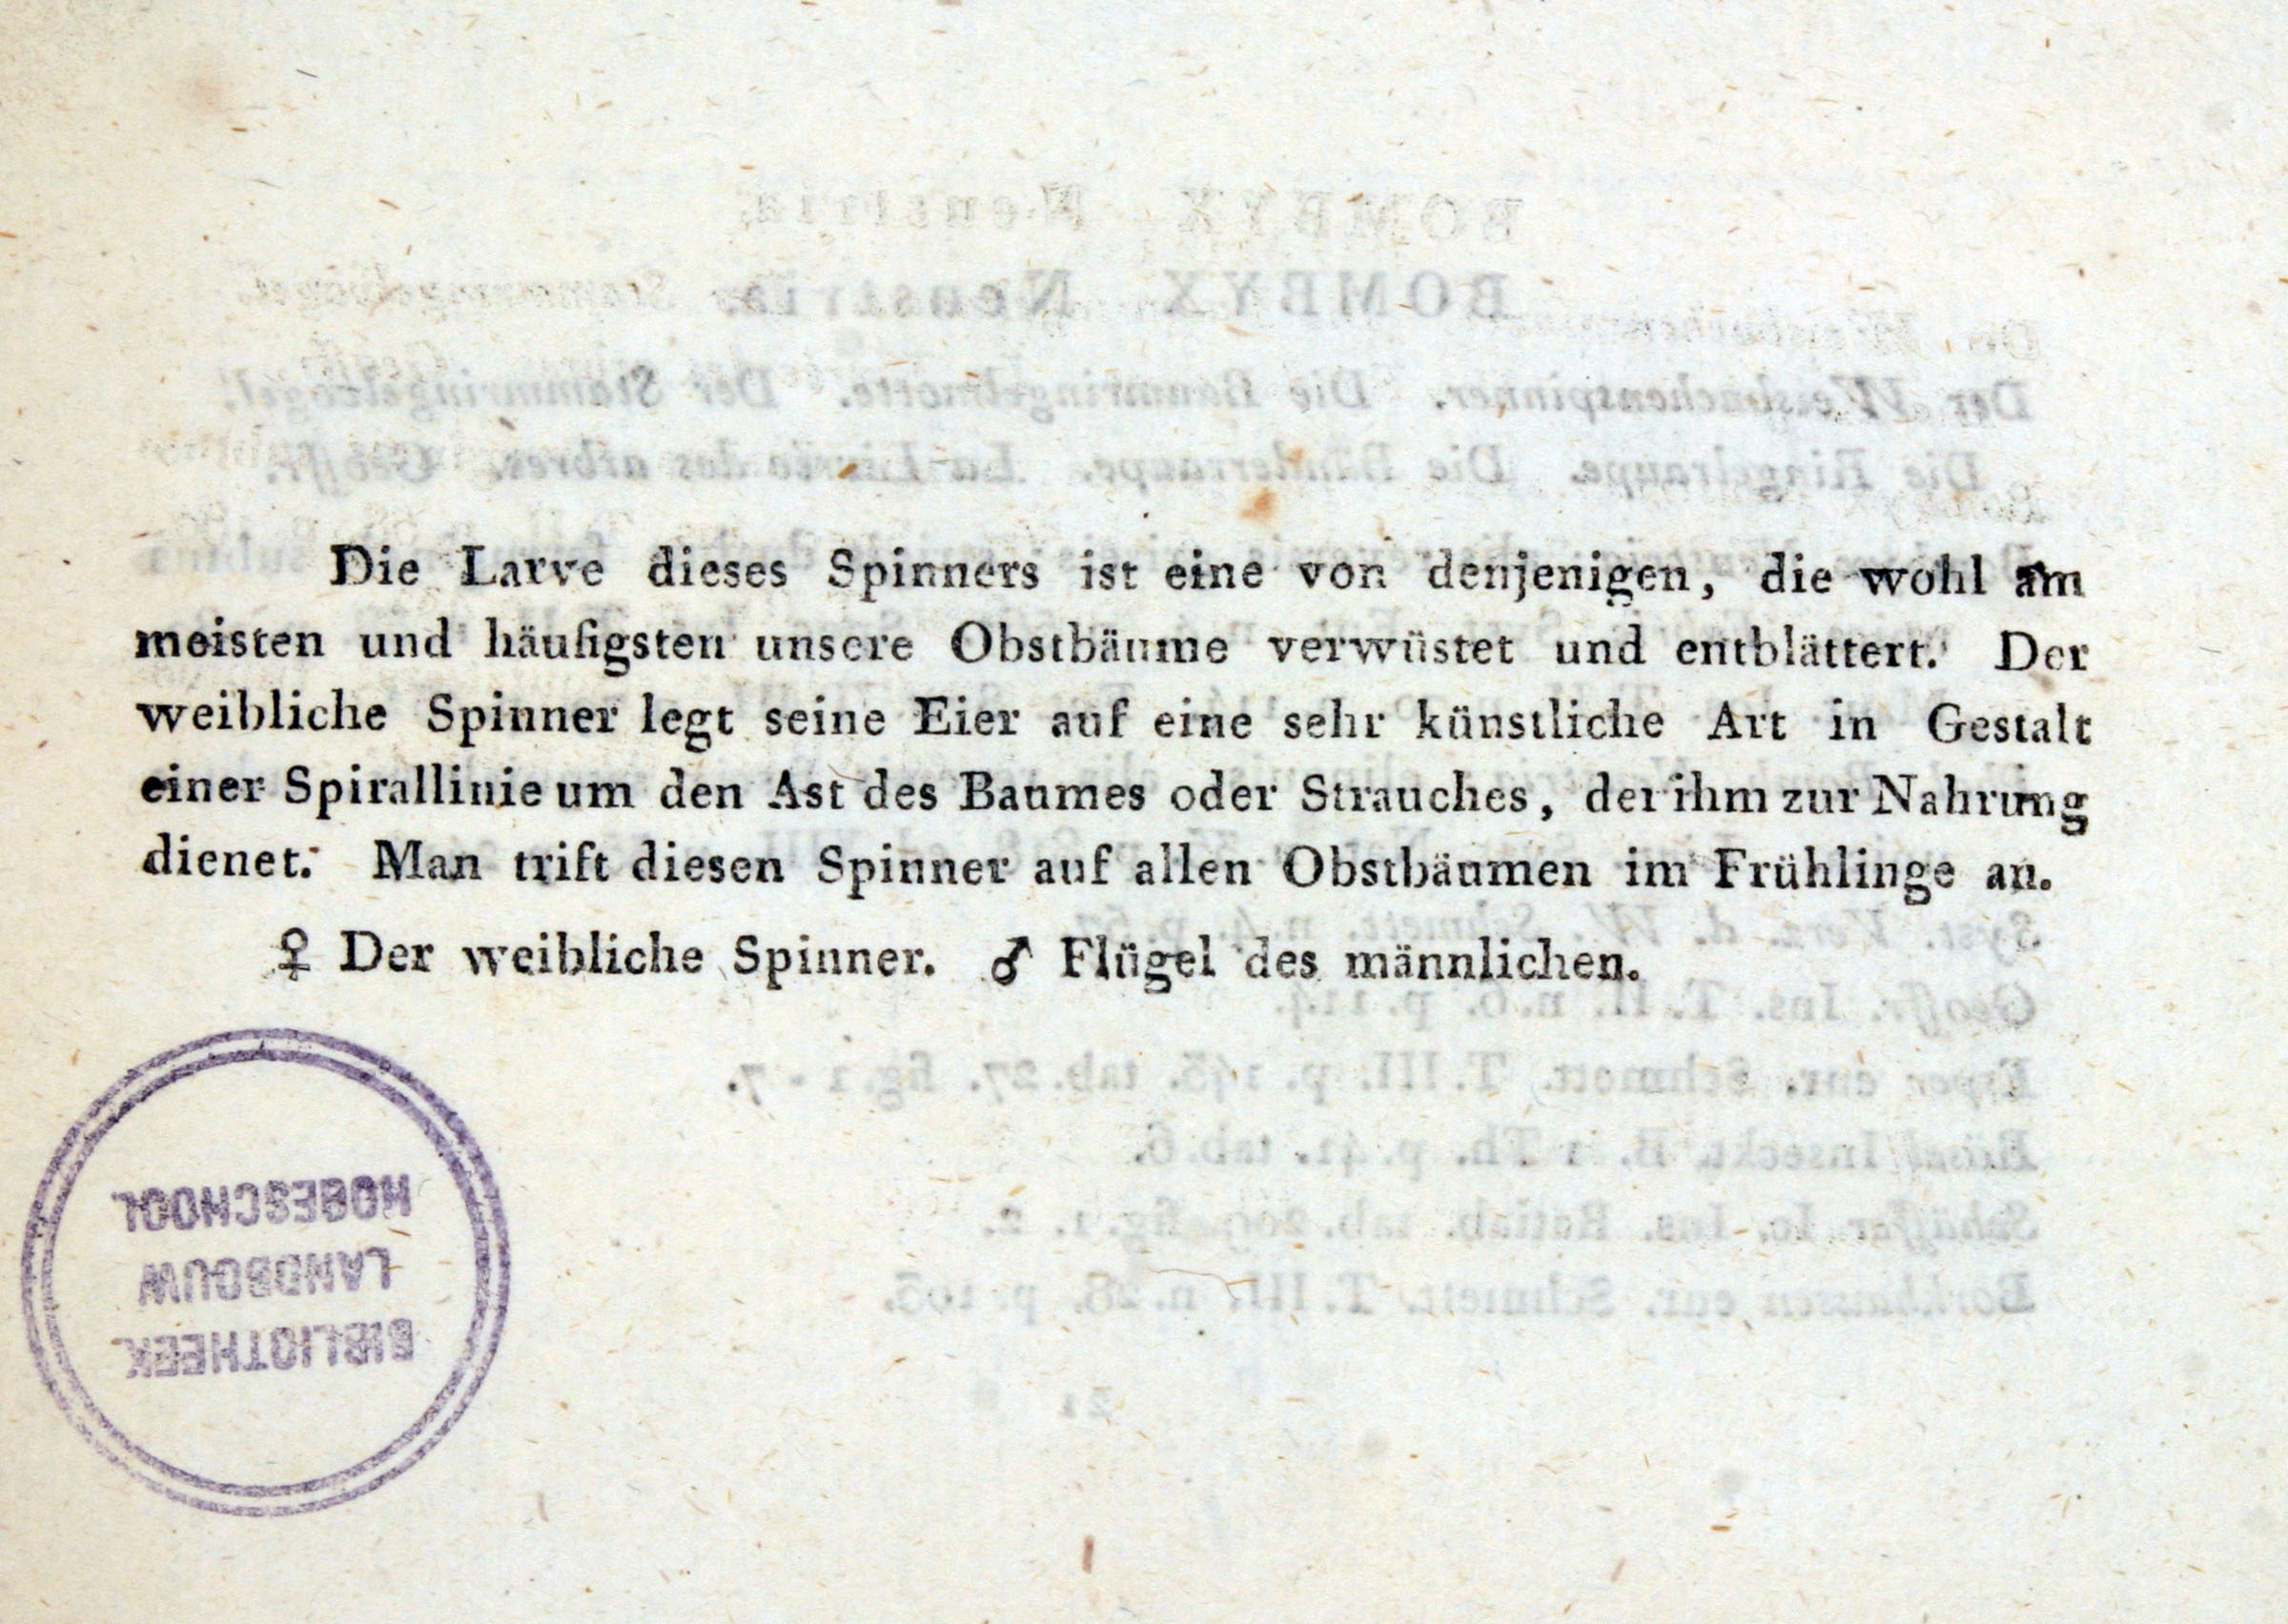 Die Larve dieses Spinners ist eine von denjenigen, die wohl am
meisten und häufigsten unsere Obstbäume verwüstet und entblättert. Der
weibliche Spinner legt seine Eier auf eine sehr künstliche Art in Gestalt
einer Spirallinie um den Ast des Baumes oder Strauches, der ihm zur Nahrung
dienet. Man trift diesen Spinner auf allen Obstbäumen im Frühlinge an.
♀ Der weibliche Spinner. ♂ Flügel des männlichen.
BIBLIOTHEEK
LANDBOUW
HOGESCHOOL